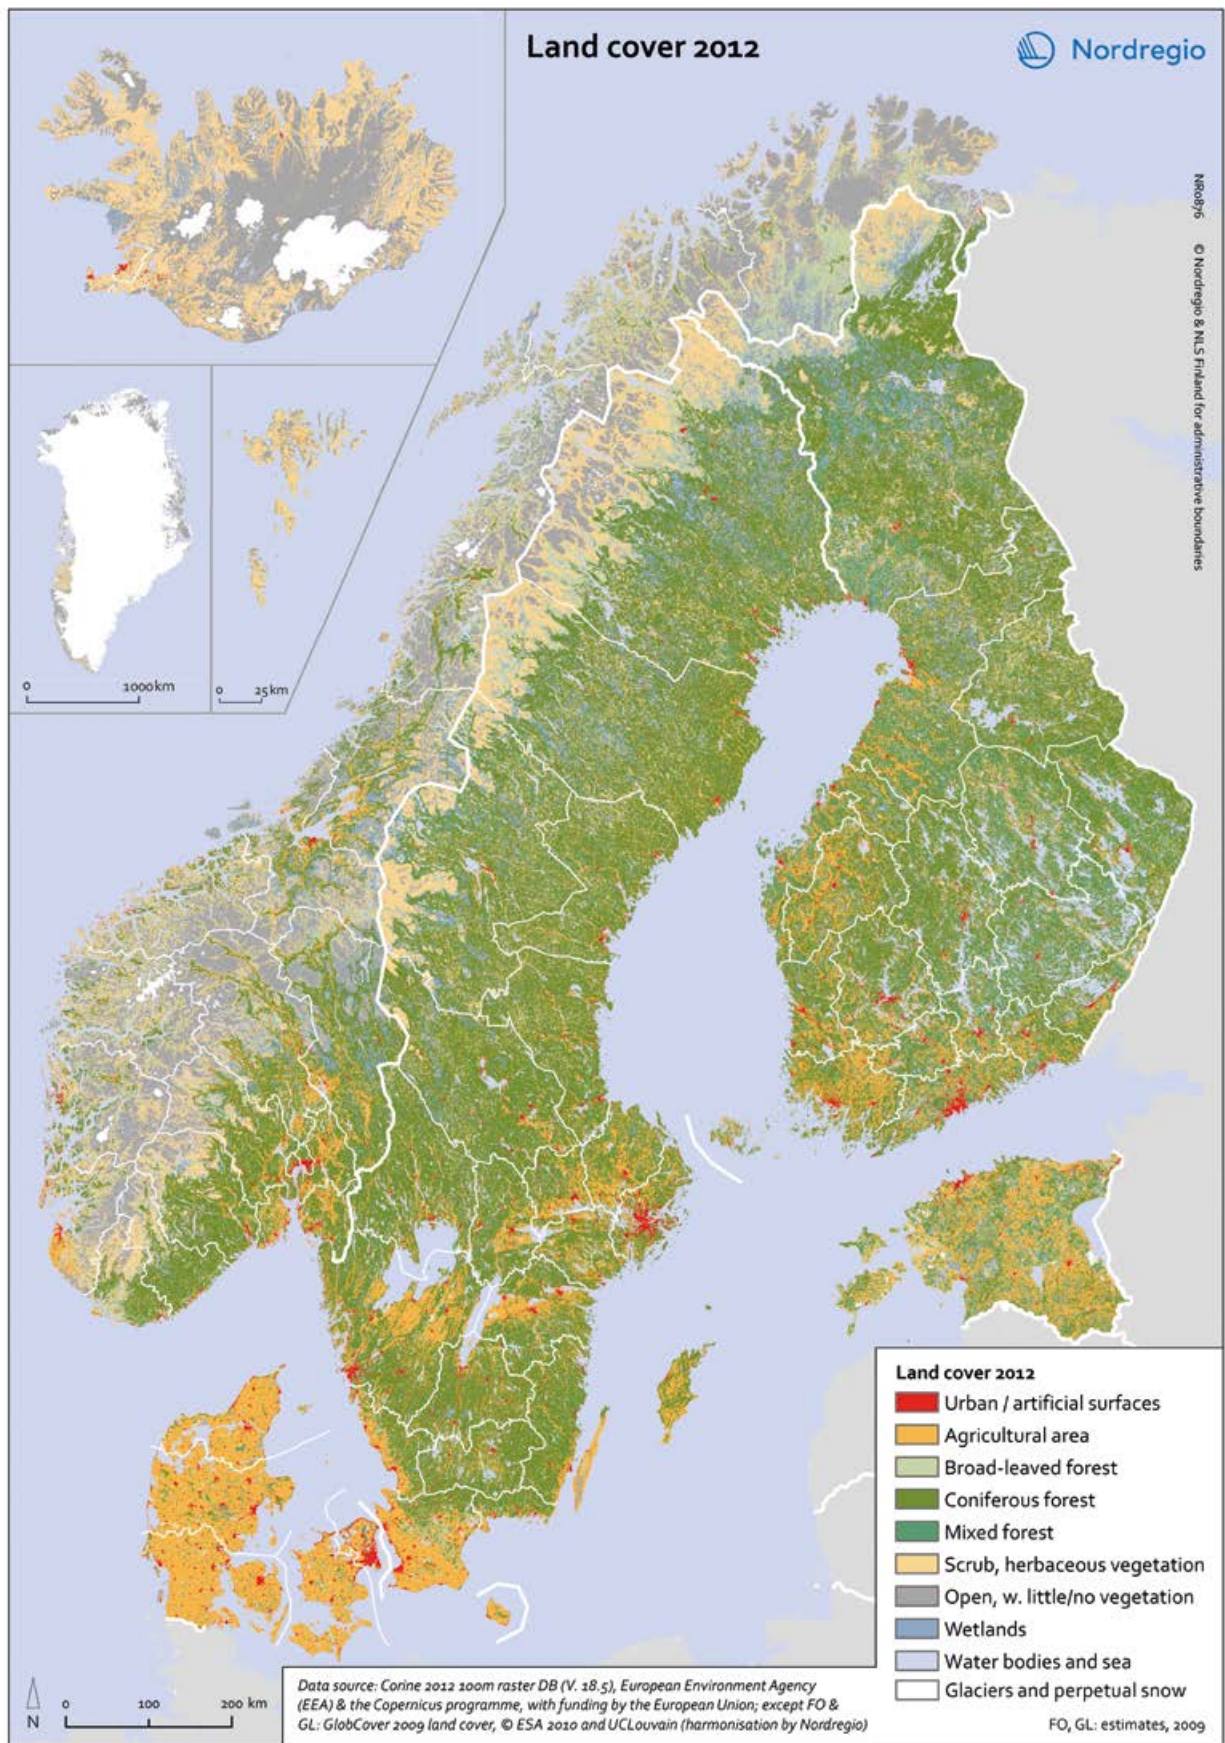 Land cover 2012
Nordregio
NR0876 © Nordregio & NLS Finland for administrative boundaries
0 1000 km
0 25 km
Land cover 2012
Urban / artificial surfaces
Agricultural area
Broad-leaved forest
Coniferous forest
Mixed forest
Scrub, herbaceous vegetation
Open, w. little/no vegetation
Wetlands
Water bodies and sea
Glaciers and perpetual snow
FO, GL: estimates, 2009
N
0 100 200 km
Data source: Corine 2012 100m raster DB (V. 18.5), European Environment Agency
(EEA) & the Copernicus programme, with funding by the European Union; except FO &
GL: GlobCover 2009 land cover, © ESA 2010 and UCLouvain (harmonisation by Nordregio)